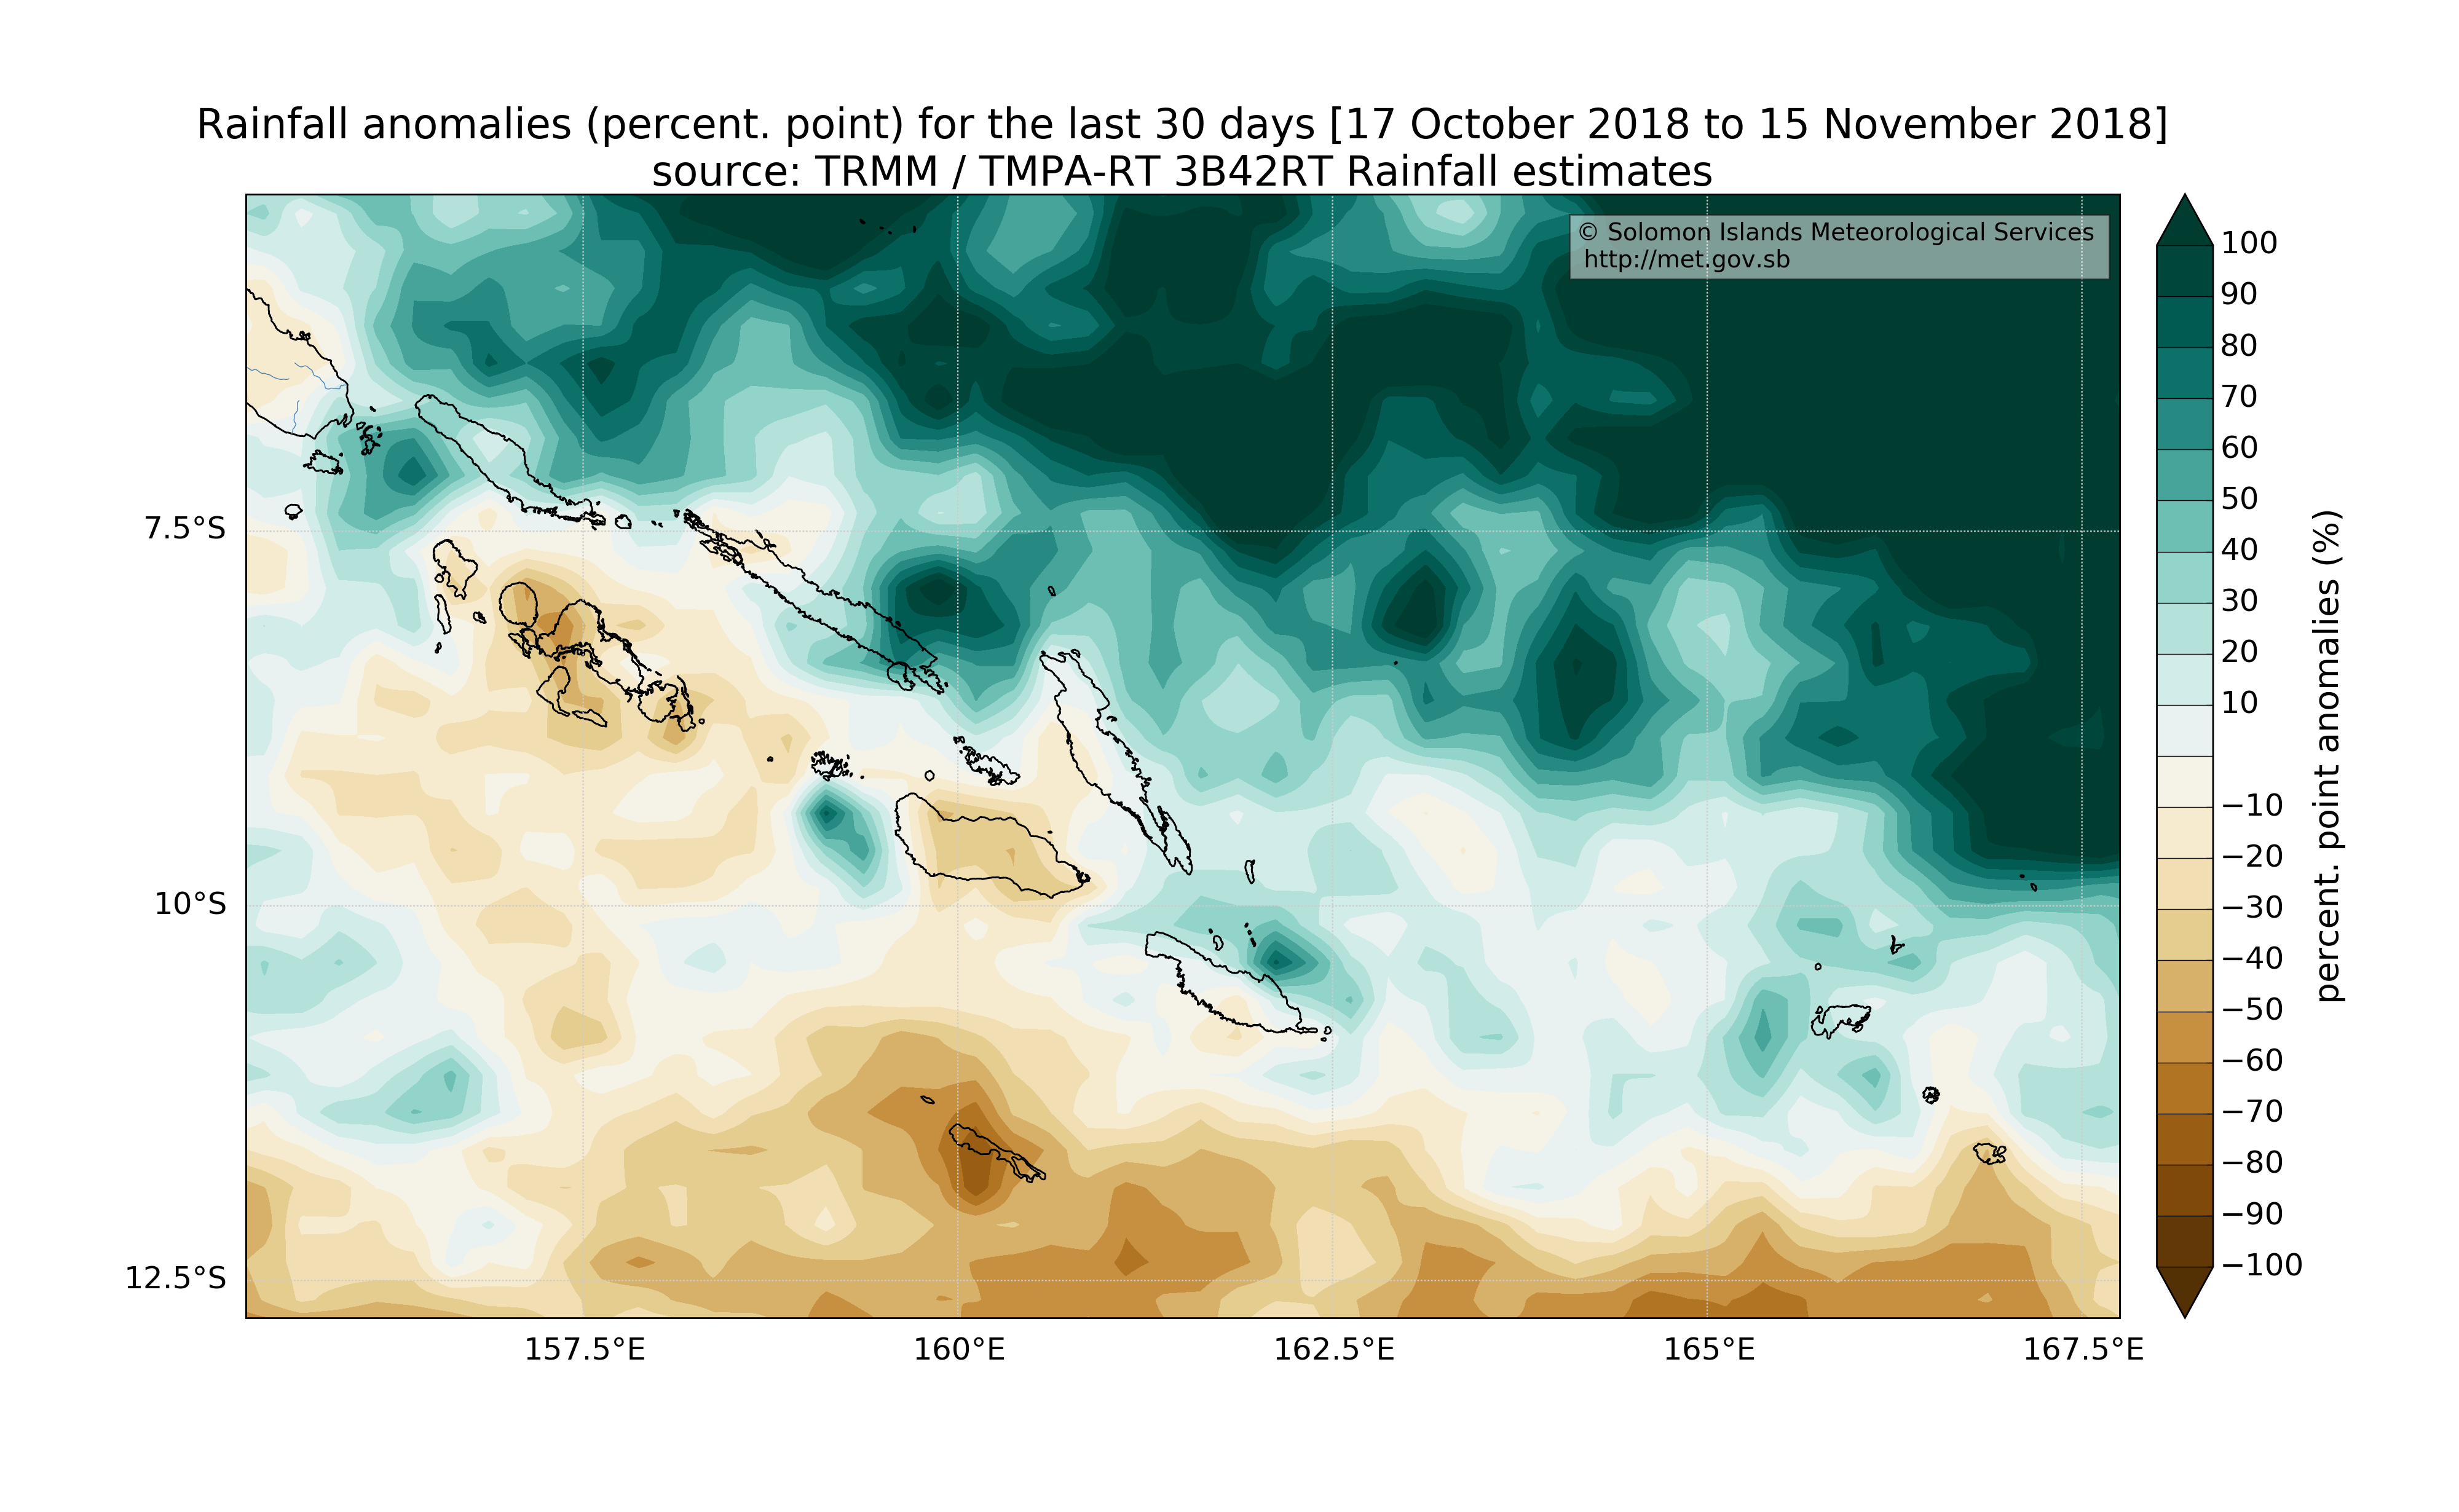 Rainfall anomalies (percent. point) for the last 30 days [17 October 2018 to 15 November 2018]
source: TRMM / TMPA-RT 3B42RT Rainfall estimates
© Solomon Islands Meteorological Services
http://met.gov.sb
7.5°S
10°S
12.5°S
157.5°E
160°E
162.5°E
165°E
167.5°E
100
90
80
70
60
50
40
30
20
10
−10
−20
−30
−40
−50
−60
−70
−80
−90
−100
percent. point anomalies (%)